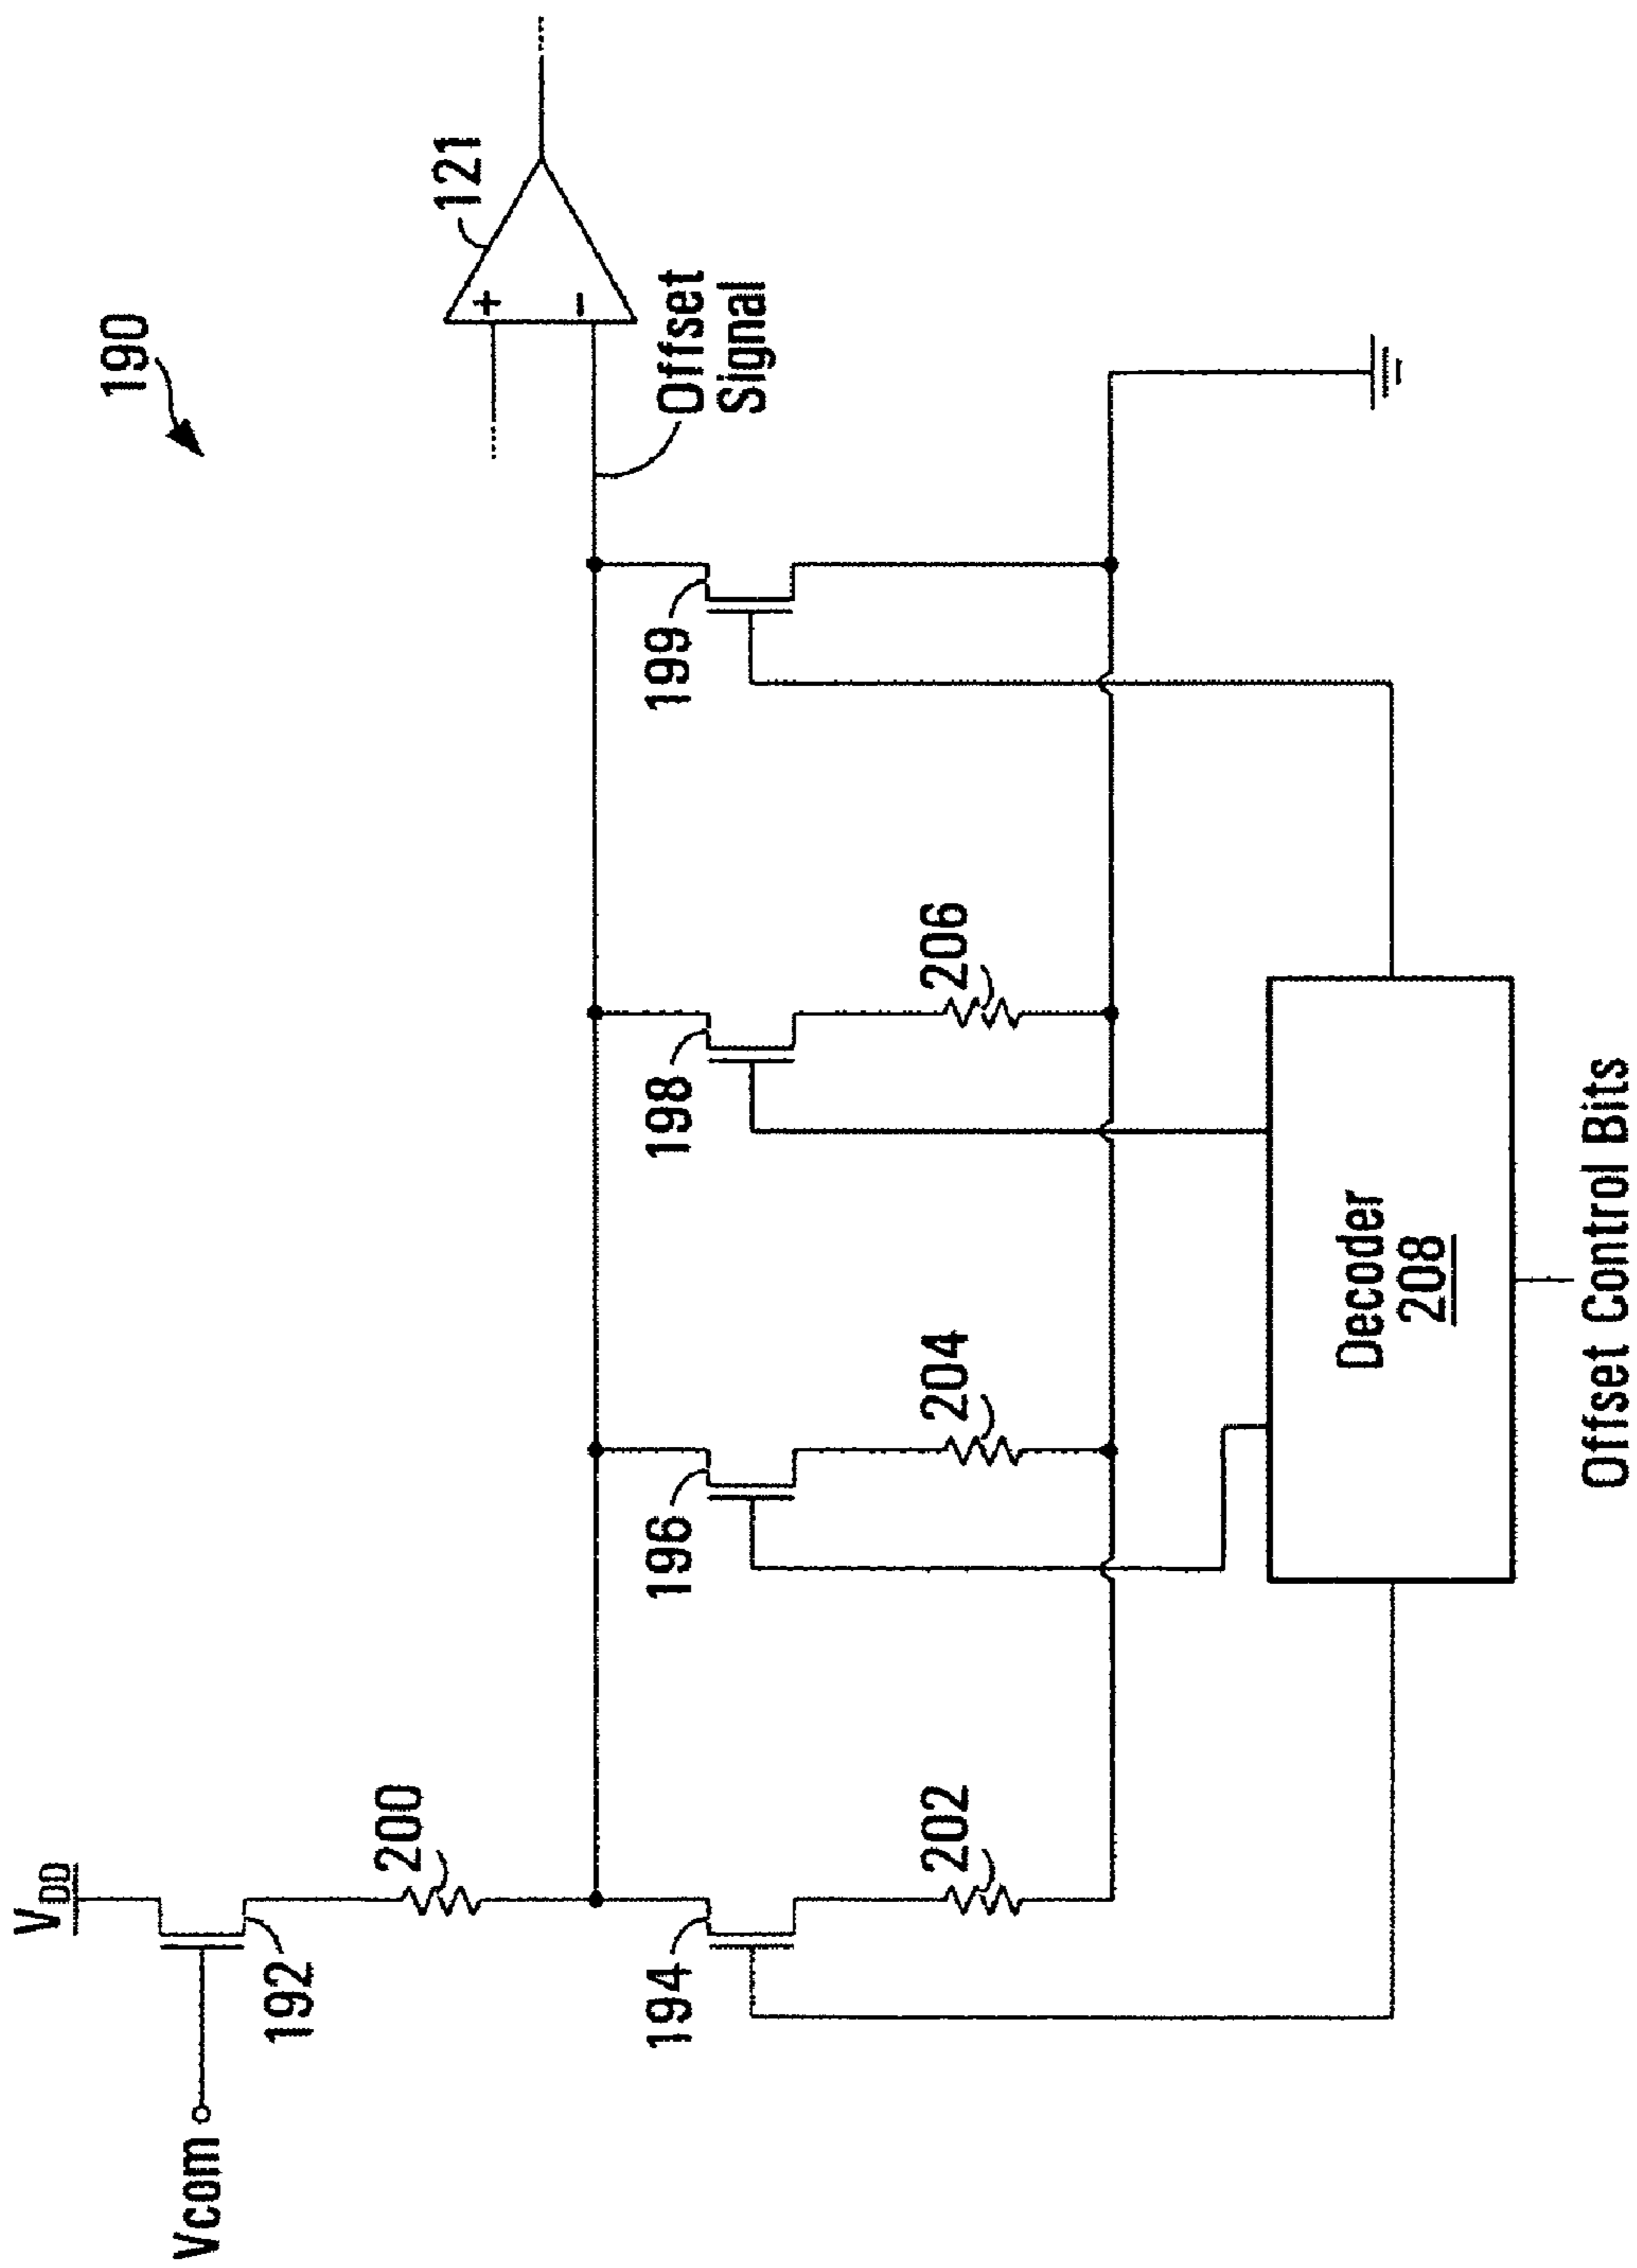 190
V_DD
Vcom
192
200
121
+
-
Offset
Signal
194
196
198
199
202
204
206
Decoder
208
Offset Control Bits